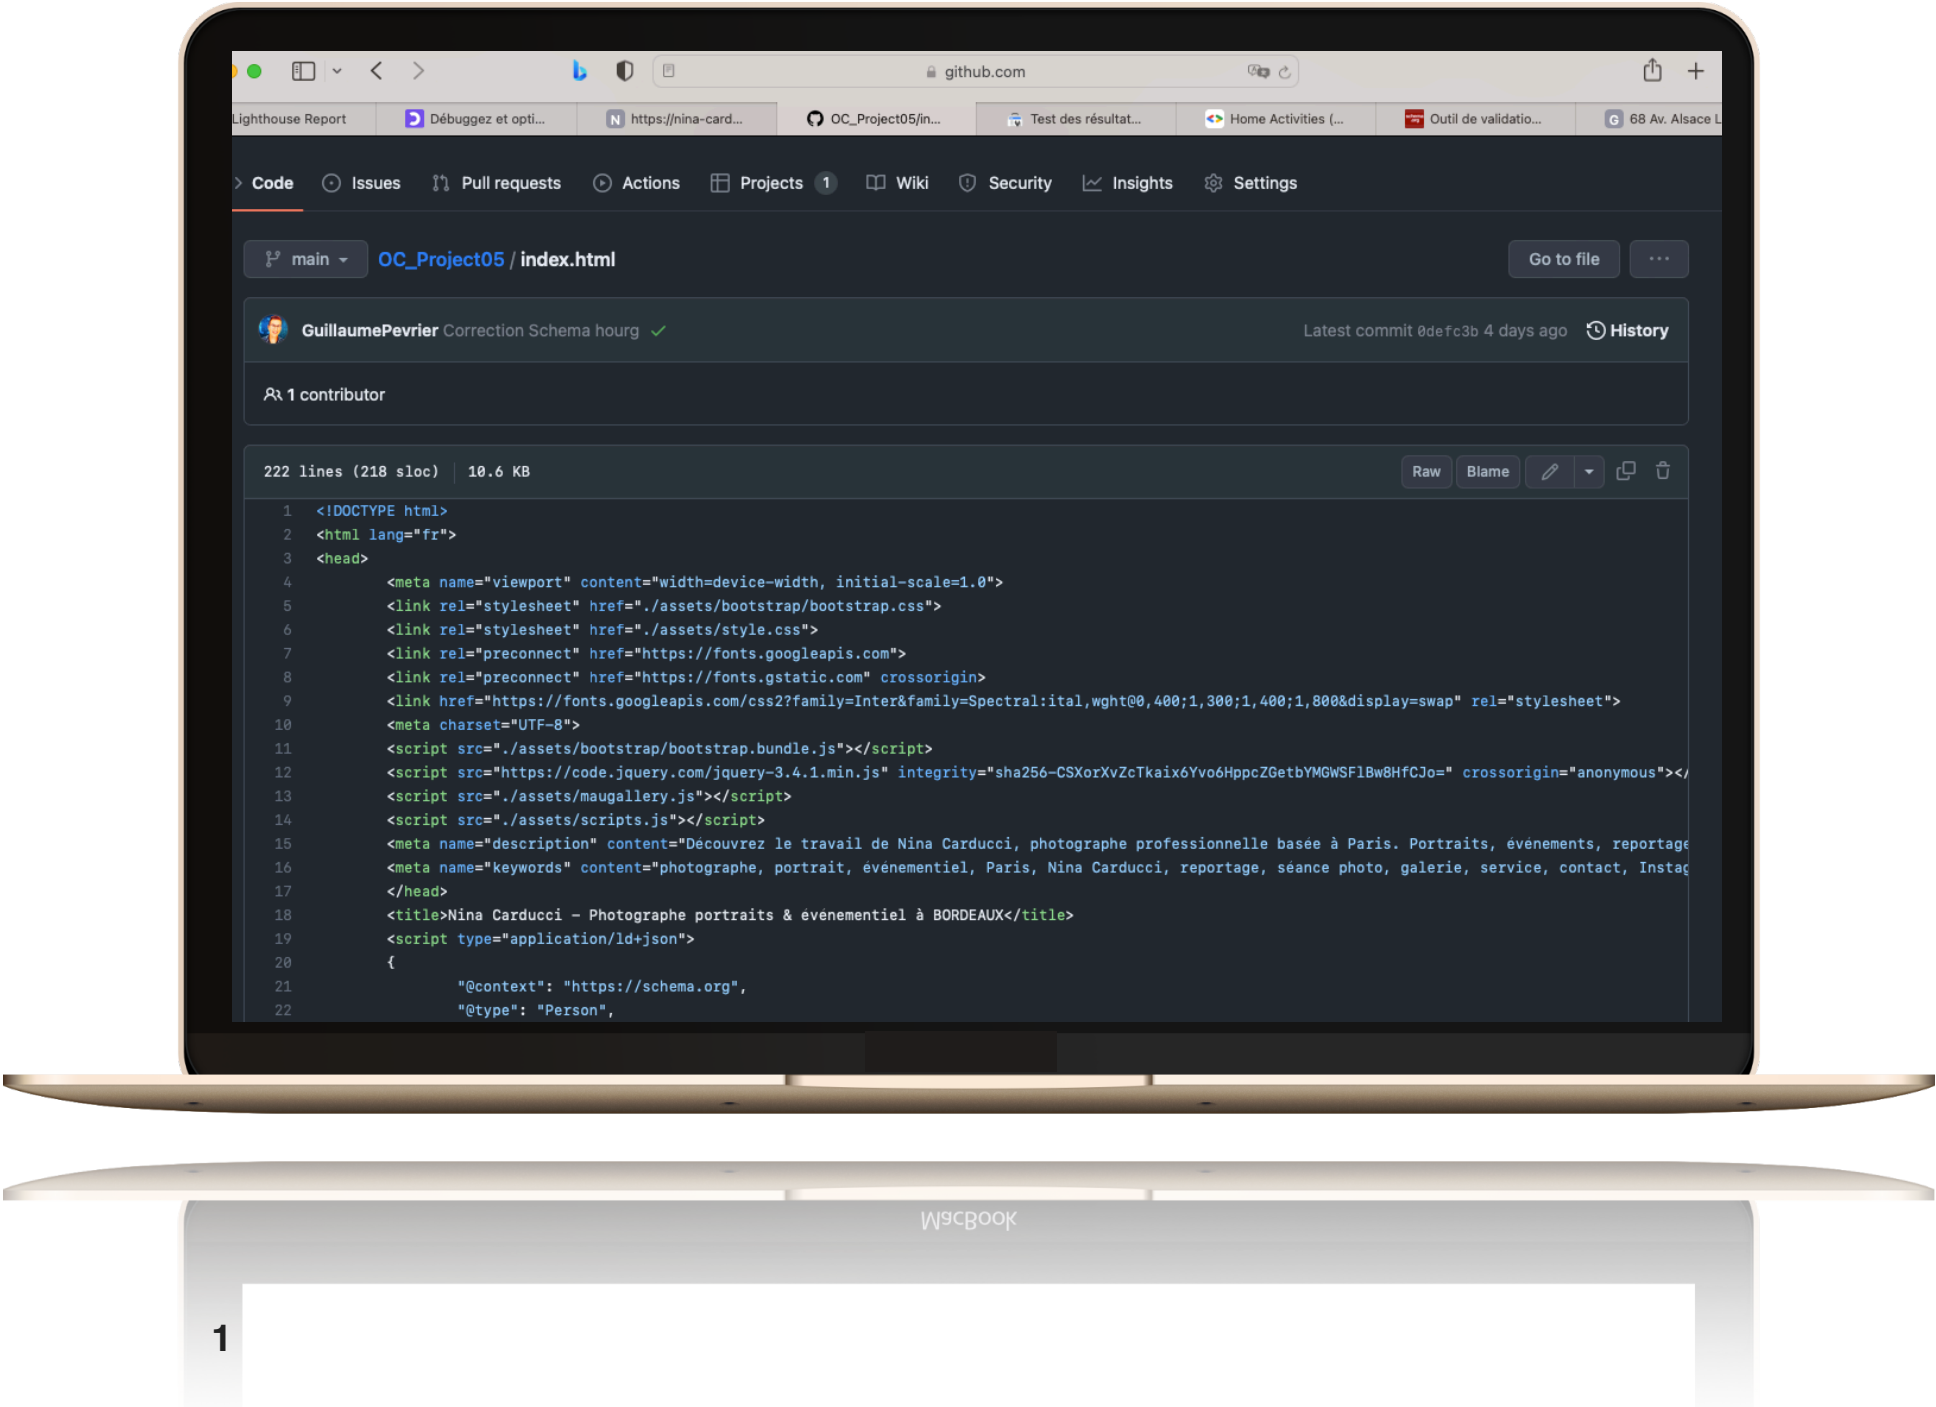 github.com
Lighthouse Report
Débuggez et opti...
N https://nina-card...
OC_Project05/in...
Test des résultat...
Home Activities (...
Outil de validatio...
G 68 Av. Alsace L
Code Issues Pull requests Actions Projects 1 Wiki Security Insights Settings
main OC_Project05 / index.html Go to file ...
GuillaumePevrier Correction Schema hourg Latest commit 0defc3b 4 days ago History
1 contributor
222 lines (218 sloc) 10.6 KB Raw Blame
1 <!DOCTYPE html>
2 <html lang="fr">
3 <head>
4 <meta name="viewport" content="width=device-width, initial-scale=1.0">
5 <link rel="stylesheet" href="./assets/bootstrap/bootstrap.css">
6 <link rel="stylesheet" href="./assets/style.css">
7 <link rel="preconnect" href="https://fonts.googleapis.com">
8 <link rel="preconnect" href="https://fonts.gstatic.com" crossorigin>
9 <link href="https://fonts.googleapis.com/css2?family=Inter&family=Spectral:ital,wght@0,400;1,300;1,400;1,800&display=swap" rel="stylesheet">
10 <meta charset="UTF-8">
11 <script src="./assets/bootstrap/bootstrap.bundle.js"></script>
12 <script src="https://code.jquery.com/jquery-3.4.1.min.js" integrity="sha256-CSXorXvZcTkaix6Yvo6HppcZGetbYMGWSFlBw8HfCJo=" crossorigin="anonymous"></
13 <script src="./assets/maugallery.js"></script>
14 <script src="./assets/scripts.js"></script>
15 <meta name="description" content="Découvrez le travail de Nina Carducci, photographe professionnelle basée à Paris. Portraits, événements, reportage
16 <meta name="keywords" content="photographe, portrait, événementiel, Paris, Nina Carducci, reportage, séance photo, galerie, service, contact, Instag
17 </head>
18 <title>Nina Carducci – Photographe portraits & événementiel à BORDEAUX</title>
19 <script type="application/ld+json">
20 {
21 "@context": "https://schema.org",
22 "@type": "Person",
MacBook
1